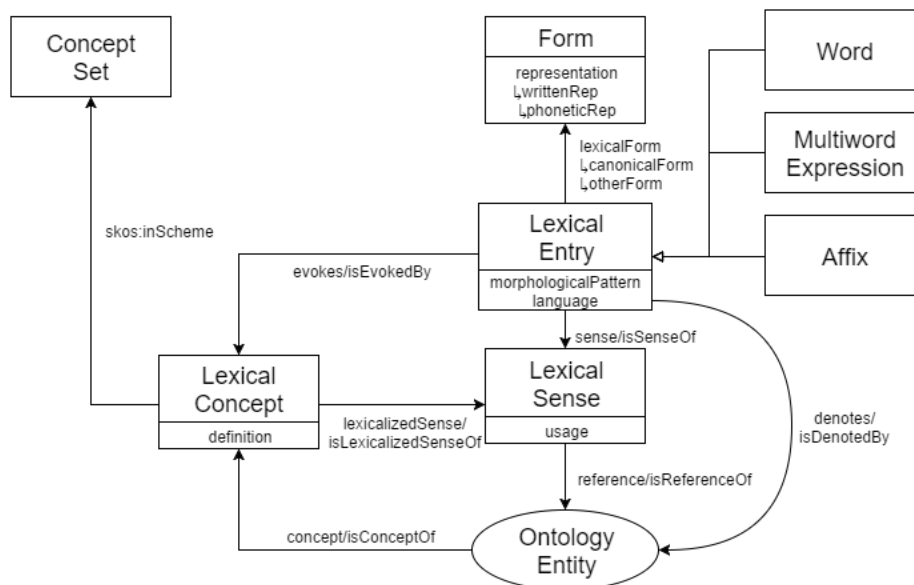 Concept
Set
Form
representation
↳writtenRep
↳phoneticRep
Word
Multiword
Expression
Affix
lexicalForm
↳canonicalForm
↳otherForm
skos:inScheme
Lexical
Entry
morphologicalPattern
language
evokes/isEvokedBy
sense/isSenseOf
Lexical
Concept
definition
lexicalizedSense/
isLexicalizedSenseOf
Lexical
Sense
usage
denotes/
isDenotedBy
reference/isReferenceOf
concept/isConceptOf
Ontology
Entity